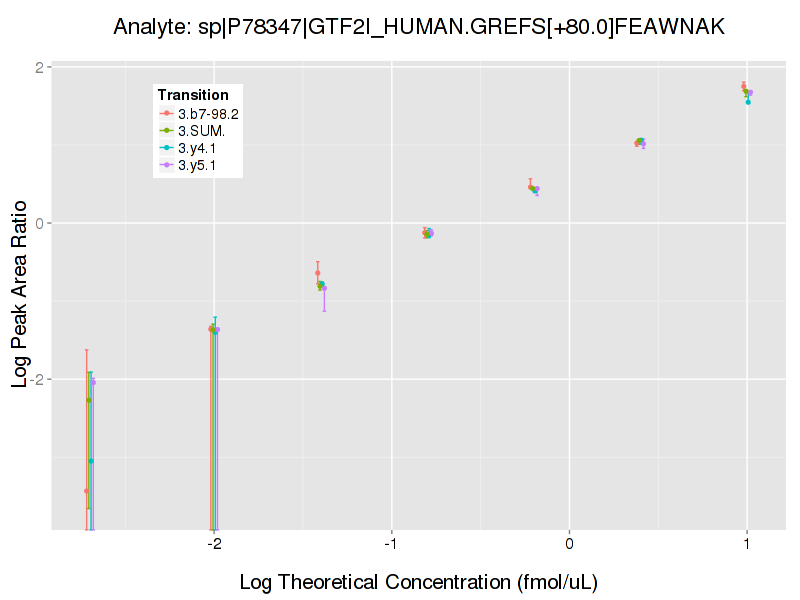 Analyte: sp|P78347|GTF2I_HUMAN.GREFS[+80.0]FEAWNAK
Transition
3.b7-98.2
3.SUM.
3.y4.1
3.y5.1
Log Peak Area Ratio
2
0
-2
-2
-1
0
1
Log Theoretical Concentration (fmol/uL)